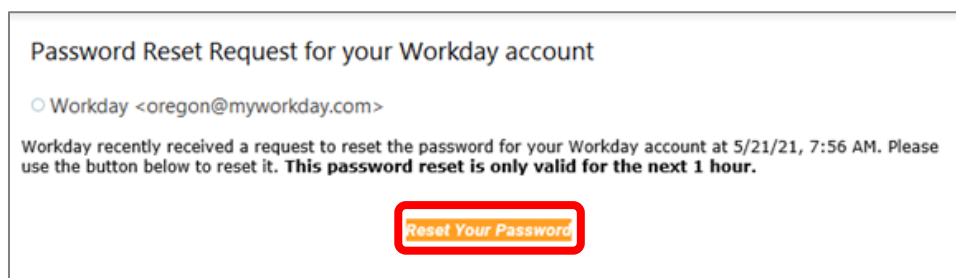 Password Reset Request for your Workday account
Workday <oregon@myworkday.com>
Workday recently received a request to reset the password for your Workday account at 5/21/21, 7:56 AM. Please
use the button below to reset it. This password reset is only valid for the next 1 hour.
Reset Your Password